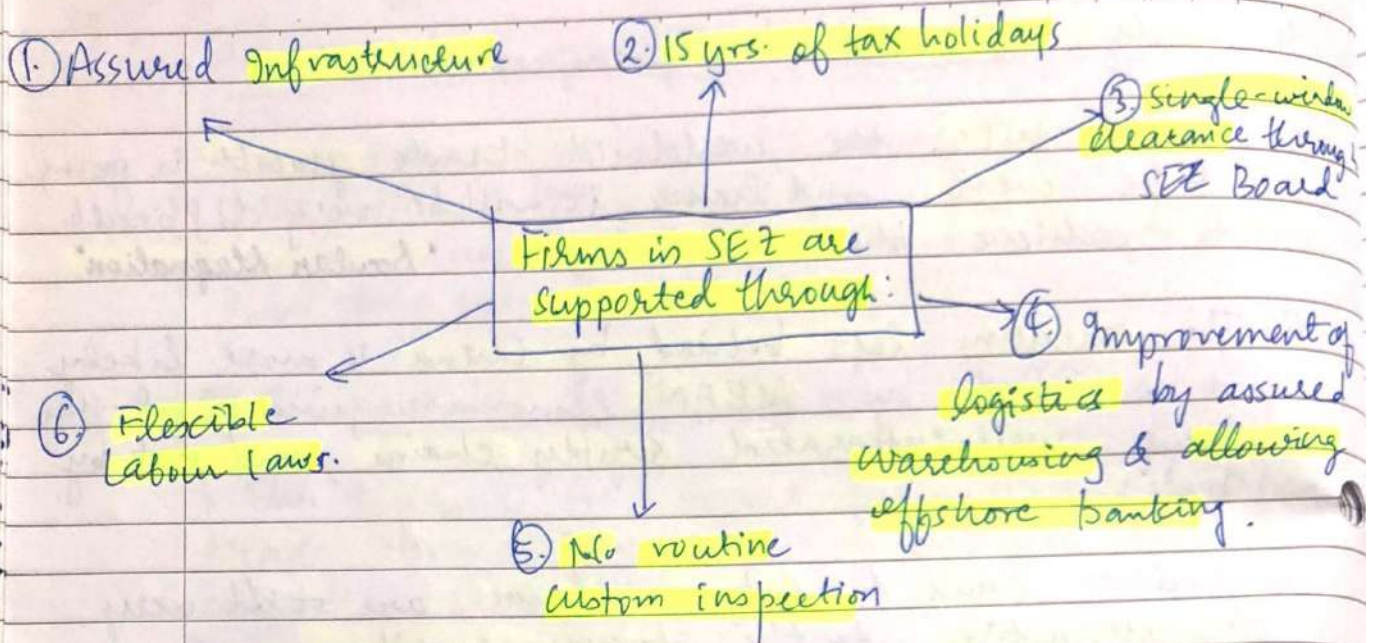 ① Assured Infrastructure
② 15 yrs. of tax holidays
③ single-window
clearance through
SEZ Board
Firms in SEZ are
supported through:
④ Improvement of
logistics by assured
warehousing & allowing
offshore banking.
⑤ No routine
custom inspection
⑥ Flexible
Labour laws.